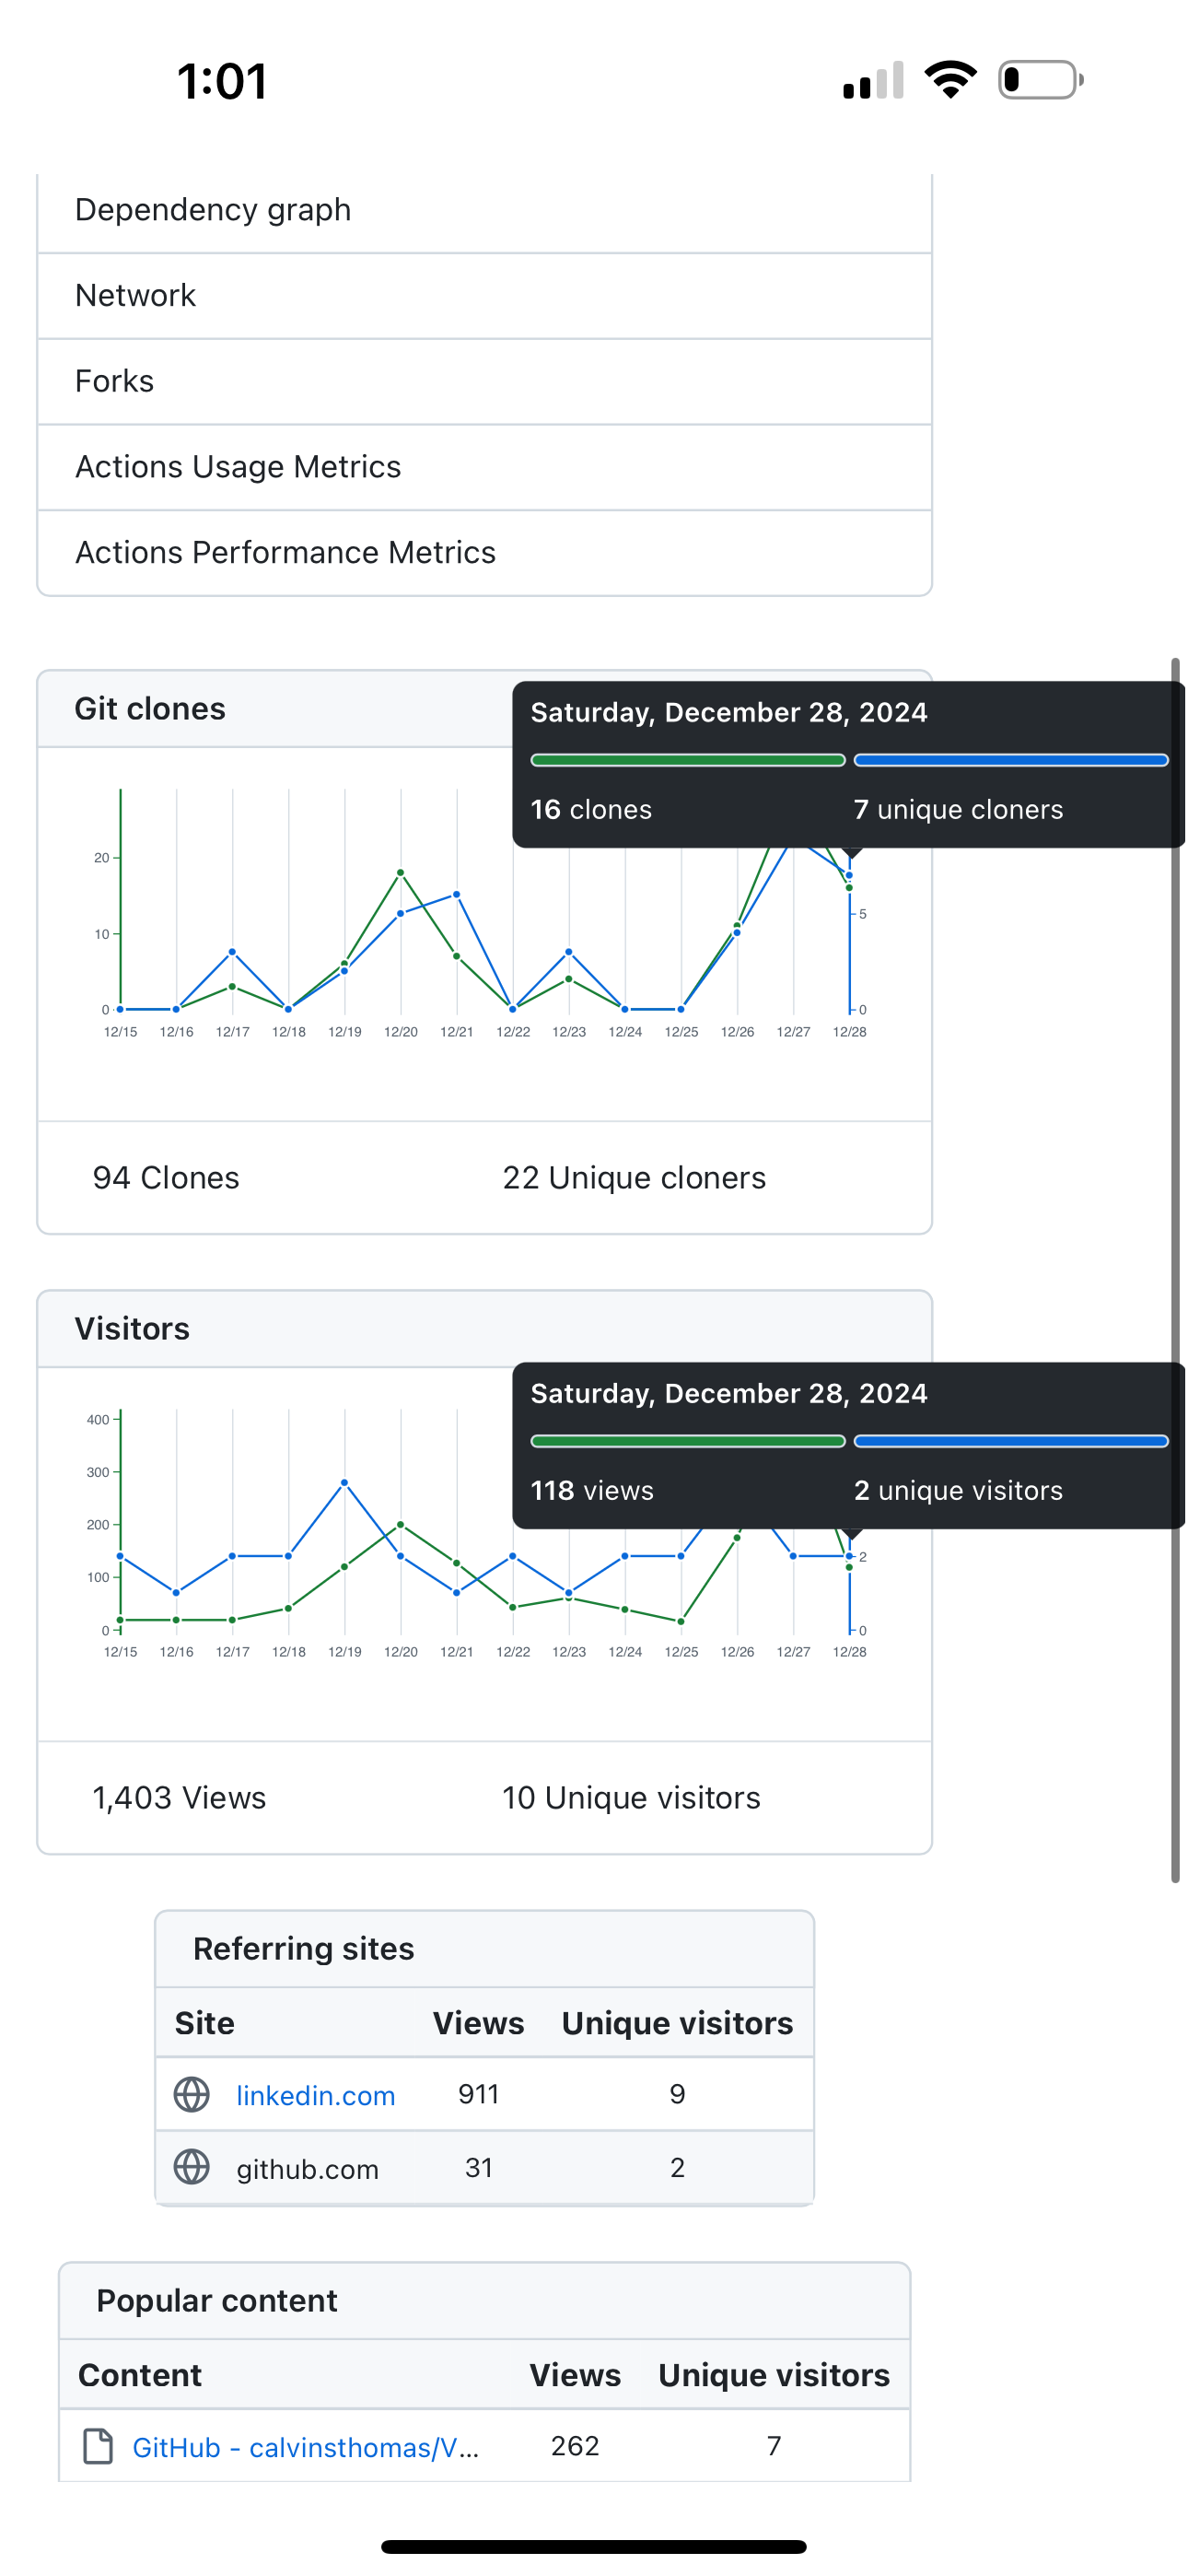 1:01
Dependency graph
Network
Forks
Actions Usage Metrics
Actions Performance Metrics
Git clones
Saturday, December 28, 2024
16 clones 7 unique cloners
20
10
0
5
0
12/15 12/16 12/17 12/18 12/19 12/20 12/21 12/22 12/23 12/24 12/25 12/26 12/27 12/28
94 Clones 22 Unique cloners
Visitors
Saturday, December 28, 2024
118 views 2 unique visitors
400
300
200
100
0
2
0
12/15 12/16 12/17 12/18 12/19 12/20 12/21 12/22 12/23 12/24 12/25 12/26 12/27 12/28
1,403 Views 10 Unique visitors
Referring sites
Site Views Unique visitors
linkedin.com 911 9
github.com 31 2
Popular content
Content Views Unique visitors
GitHub - calvinsthomas/V... 262 7